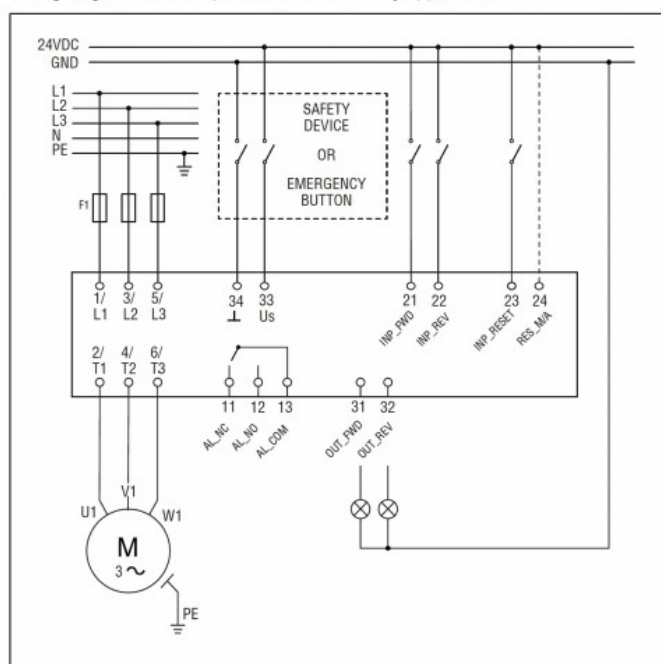 24VDC
GND
L1
L2
L3
N
PE
SAFETY
DEVICE
OR
EMERGENCY
BUTTON
F1
1/ 3/ 5/ 34 33 21 22 23 24
L1 L2 L3 ⊥ Us INP_FWD INP_REV INP_RESET RES_M/A
2/ 4/ 6/
T1 T2 T3
11 12 13 31 32
AL_NC AL_NO AL_COM OUT_FWD OUT_REV
V1
U1 W1
M
3 ~
PE